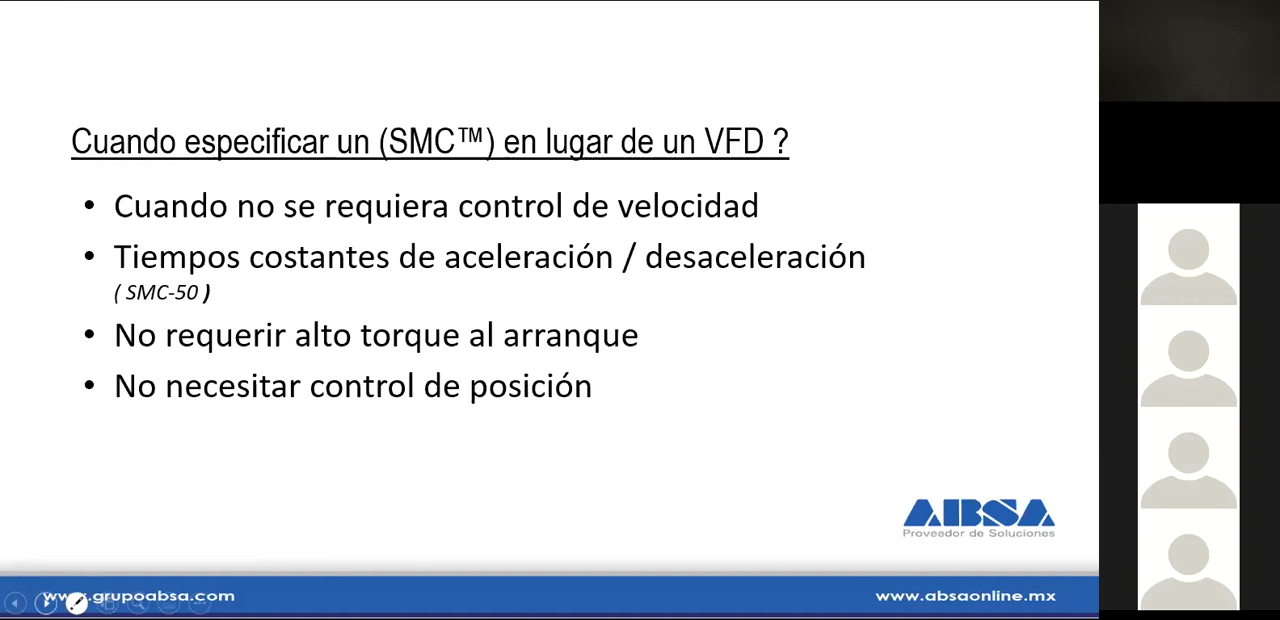 Cuando especificar un (SMC™) en lugar de un VFD ?
• Cuando no se requiera control de velocidad
• Tiempos costantes de aceleración / desaceleración
( SMC-50 )
• No requerir alto torque al arranque
• No necesitar control de posición
ABSA
Proveedor de Soluciones
www.grupoabsa.com
www.absaonline.mx